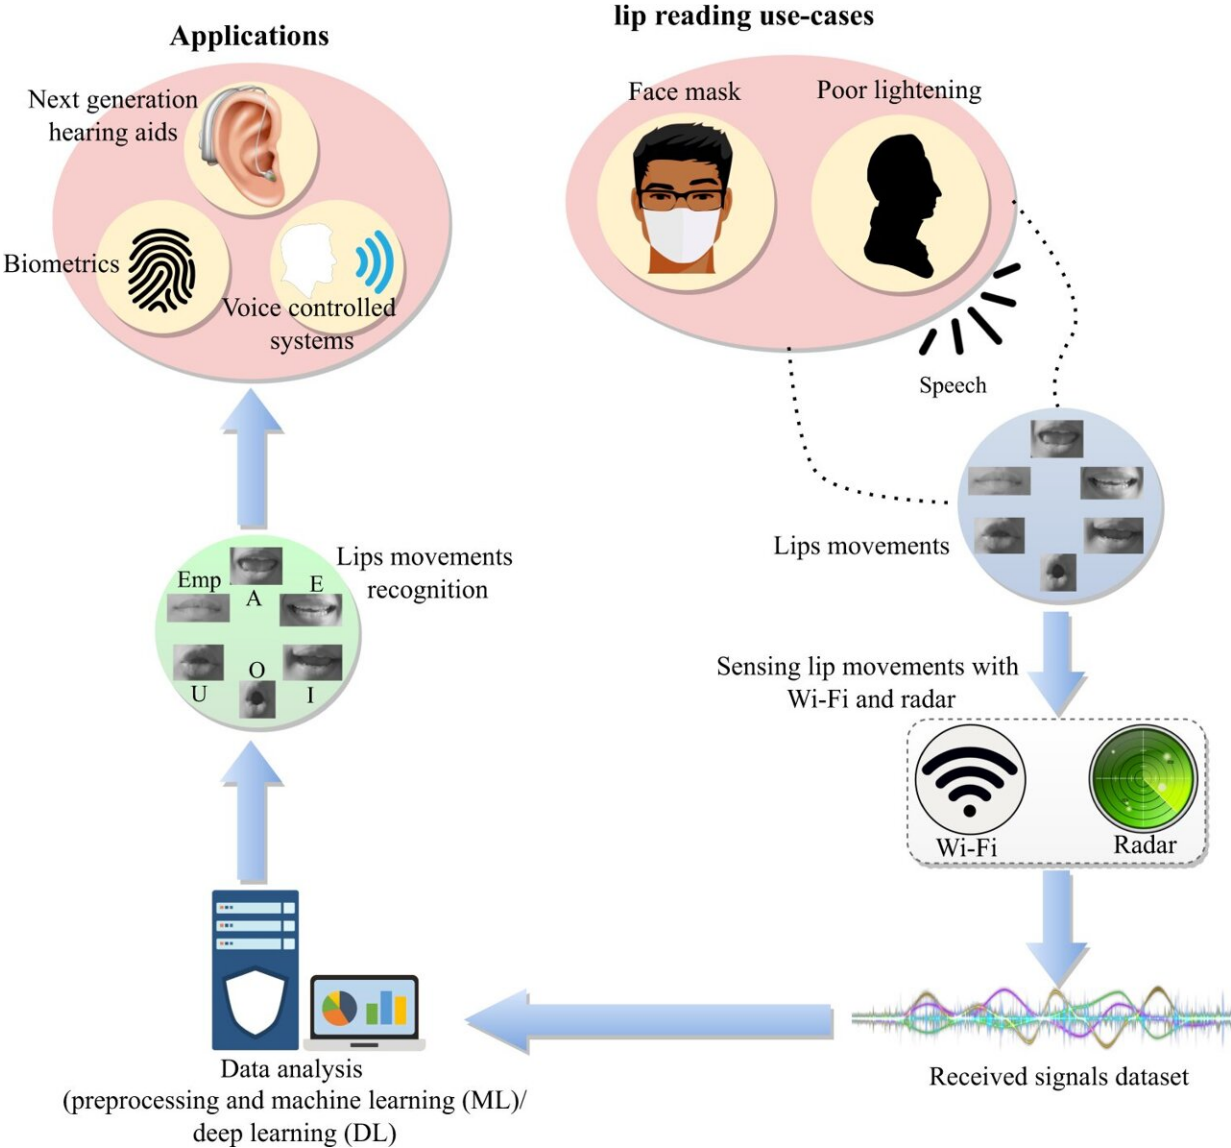 Applications
Next generation
hearing aids
Biometrics
Voice controlled
systems
lip reading use-cases
Face mask
Poor lightening
Speech
Lips movements
Sensing lip movements with
Wi-Fi and radar
Wi-Fi
Radar
Received signals dataset
Data analysis
(preprocessing and machine learning (ML)/
deep learning (DL)
Lips movements
recognition
Emp
A
E
U
O
I